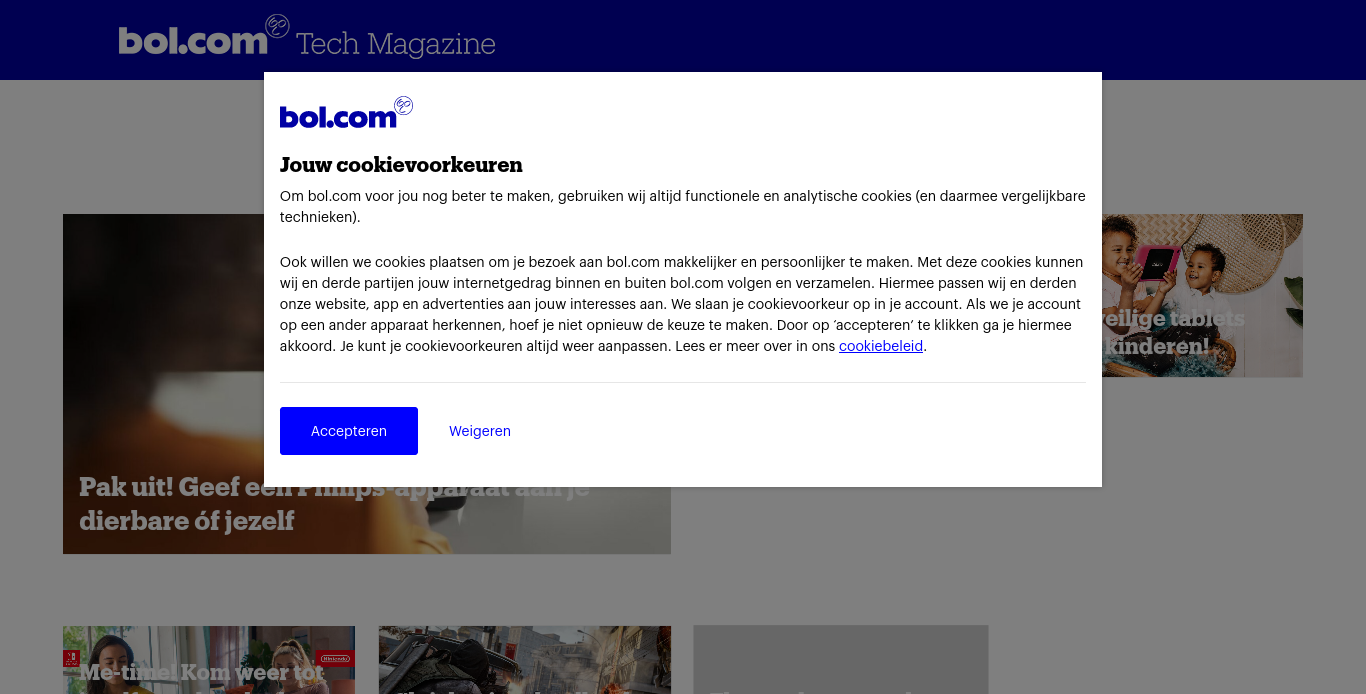 bol.com Tech Magazine
bol.com
Jouw cookievoorkeuren
Om bol.com voor jou nog beter te maken, gebruiken wij altijd functionele en analytische cookies (en daarmee vergelijkbare
technieken).
Ook willen we cookies plaatsen om je bezoek aan bol.com makkelijker en persoonlijker te maken. Met deze cookies kunnen
wij en derde partijen jouw internetgedrag binnen en buiten bol.com volgen en verzamelen. Hiermee passen wij en derden
onze website, app en advertenties aan jouw interesses aan. We slaan je cookievoorkeur op in je account. Als we je account
op een ander apparaat herkennen, hoef je niet opnieuw de keuze te maken. Door op ‘accepteren’ te klikken ga je hiermee
akkoord. Je kunt je cookievoorkeuren altijd weer aanpassen. Lees er meer over in ons cookiebeleid.
Accepteren
Weigeren
veilige tablets
kinderen!
Pak uit! Geef een Philips-apparaat aan je
dierbare óf jezelf
Nintendo
Me-time! Kom weer tot